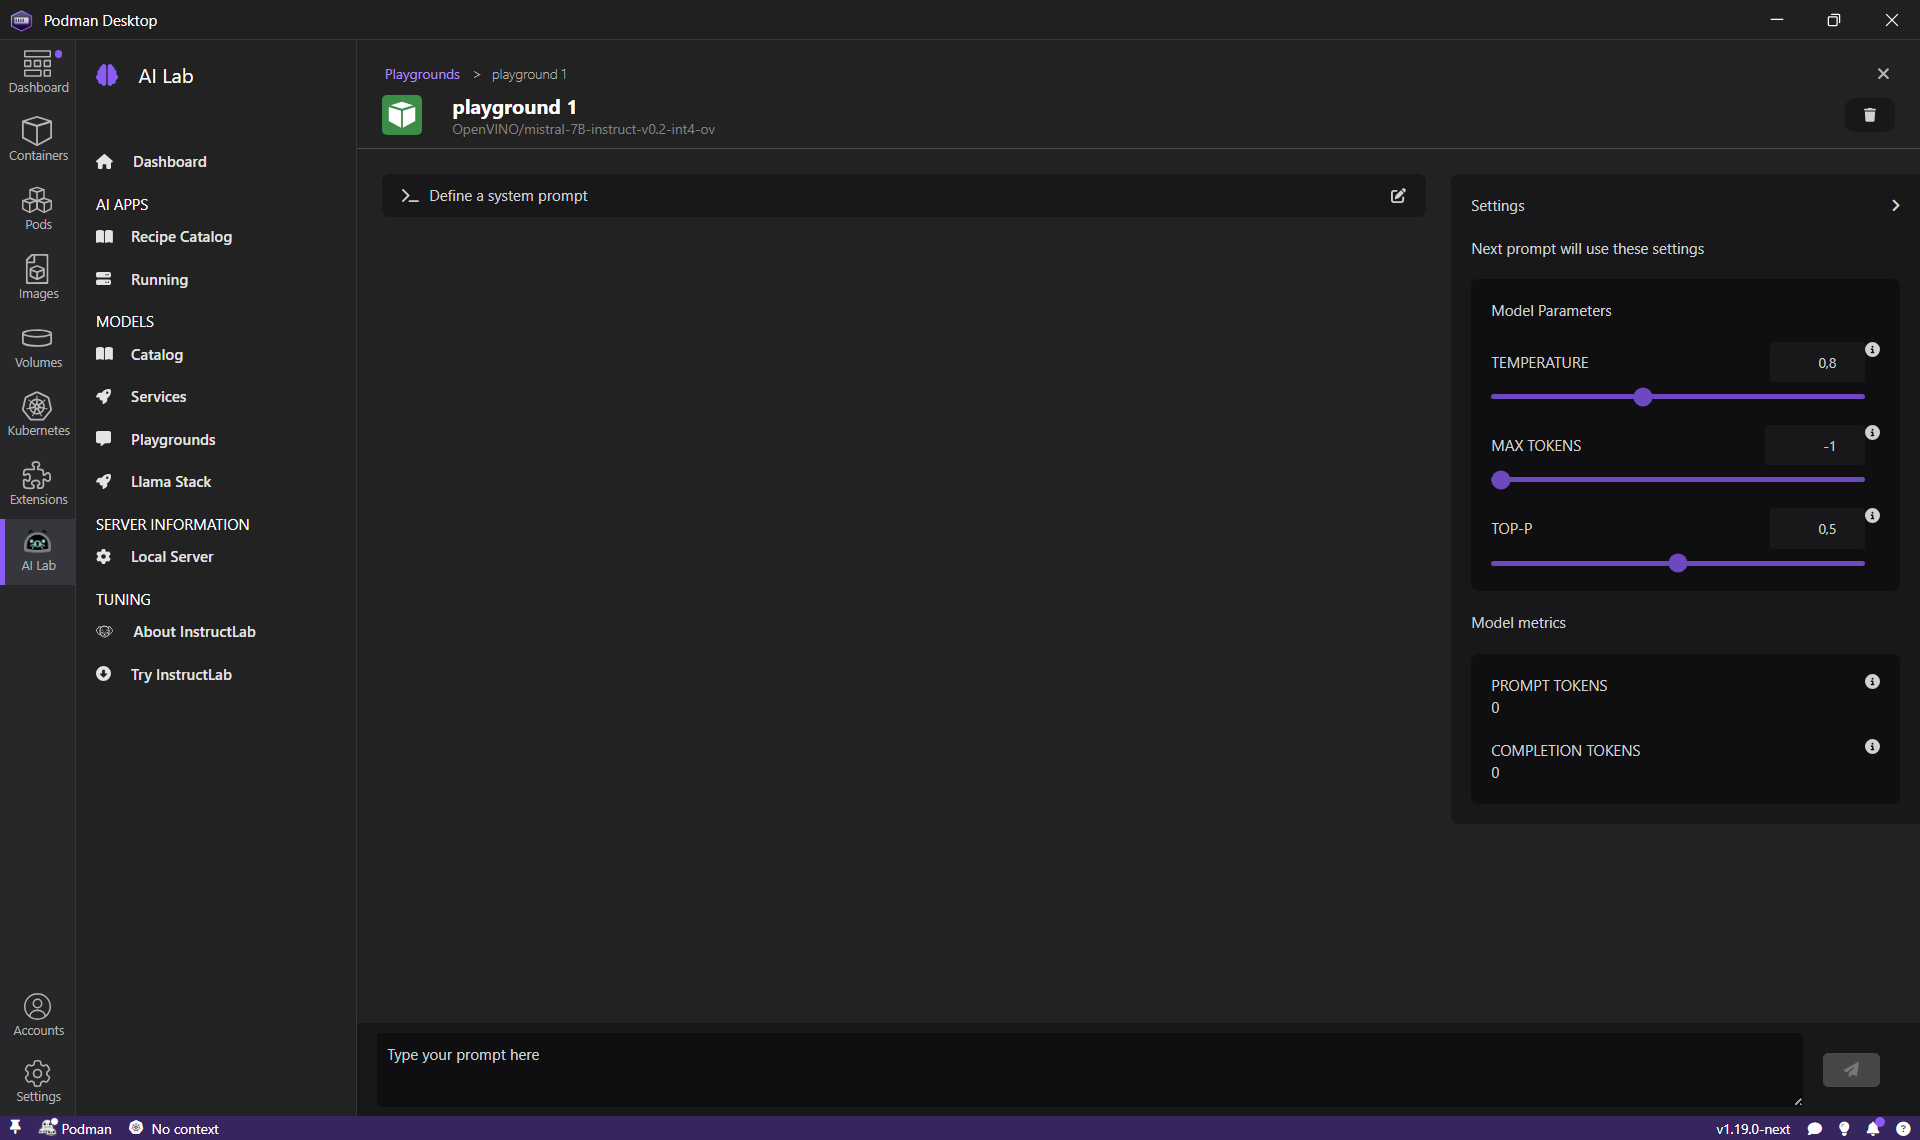 Podman Desktop
Dashboard
Containers
Pods
Images
Volumes
Kubernetes
Extensions
AI Lab
Accounts
Settings
AI Lab
Dashboard
AI APPS
Recipe Catalog
Running
MODELS
Catalog
Services
Playgrounds
Llama Stack
SERVER INFORMATION
Local Server
TUNING
About InstructLab
Try InstructLab
Playgrounds > playground 1
playground 1
OpenVINO/mistral-7B-instruct-v0.2-int4-ov
Define a system prompt
Settings
Next prompt will use these settings
Model Parameters
TEMPERATURE 0,8
MAX TOKENS -1
TOP-P 0,5
Model metrics
PROMPT TOKENS
0
COMPLETION TOKENS
0
Type your prompt here
Podman No context v1.19.0-next